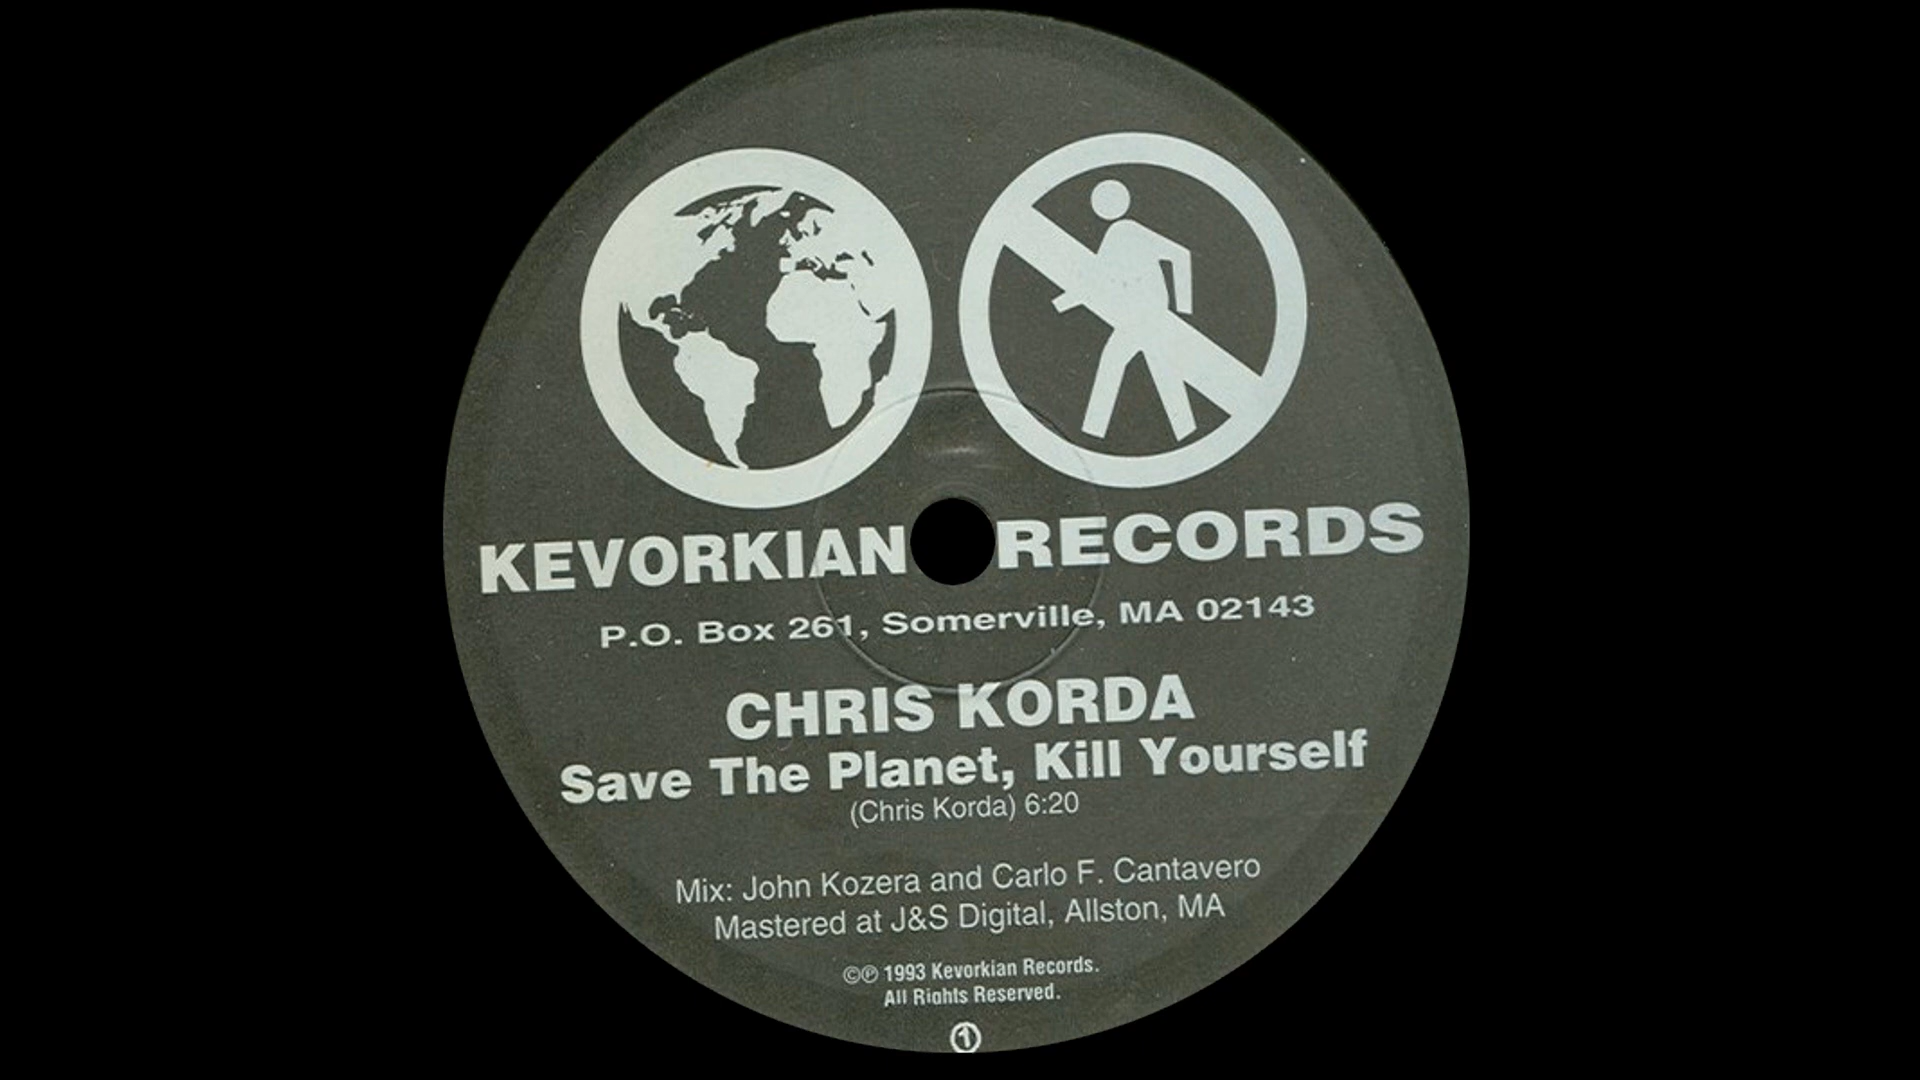 KEVORKIAN RECORDS
P.O. Box 261, Somerville, MA 02143
CHRIS KORDA
Save The Planet, Kill Yourself
(Chris Korda) 6:20
Mix: John Kozera and Carlo F. Cantavero
Mastered at J&S Digital, Allston, MA
©℗ 1993 Kevorkian Records.
All Rights Reserved.
①